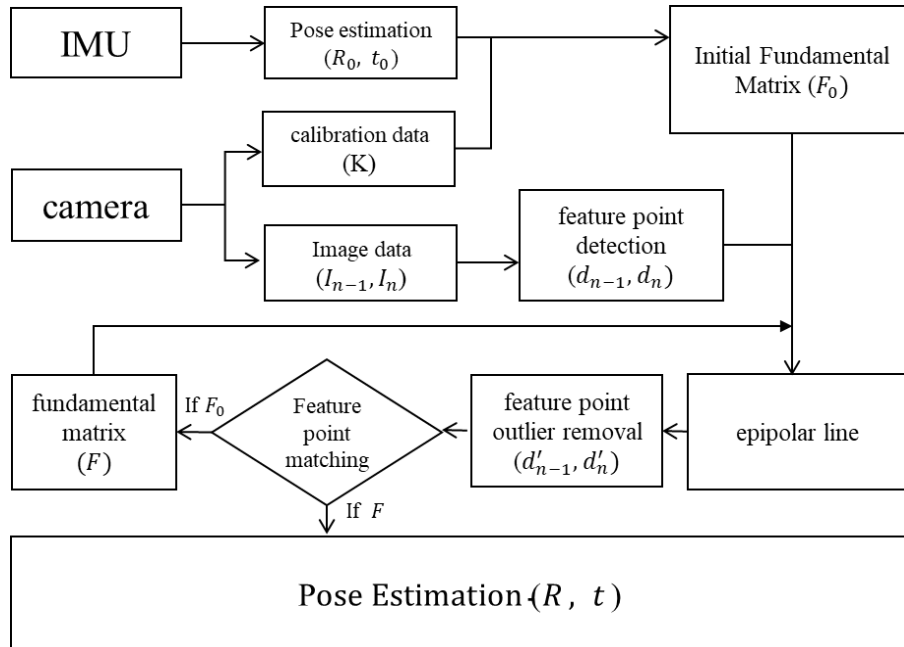 IMU
Pose estimation
(R₀, t₀)
Initial Fundamental
Matrix (F₀)
calibration data
(K)
camera
Image data
(Iₙ₋₁, Iₙ)
feature point
detection
(dₙ₋₁, dₙ)
fundamental
matrix
(F)
If F₀
Feature
point
matching
feature point
outlier removal
(d′ₙ₋₁, d′ₙ)
epipolar line
If F
Pose Estimation-(R, t)